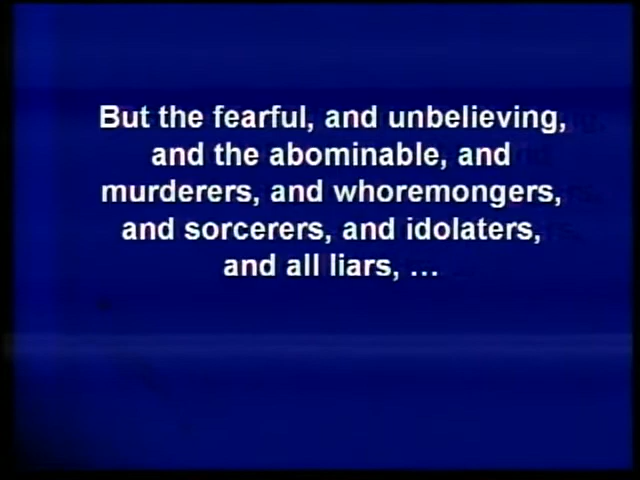 But the fearful, and unbelieving,
and the abominable, and
murderers, and whoremongers,
and sorcerers, and idolaters,
and all liars, …